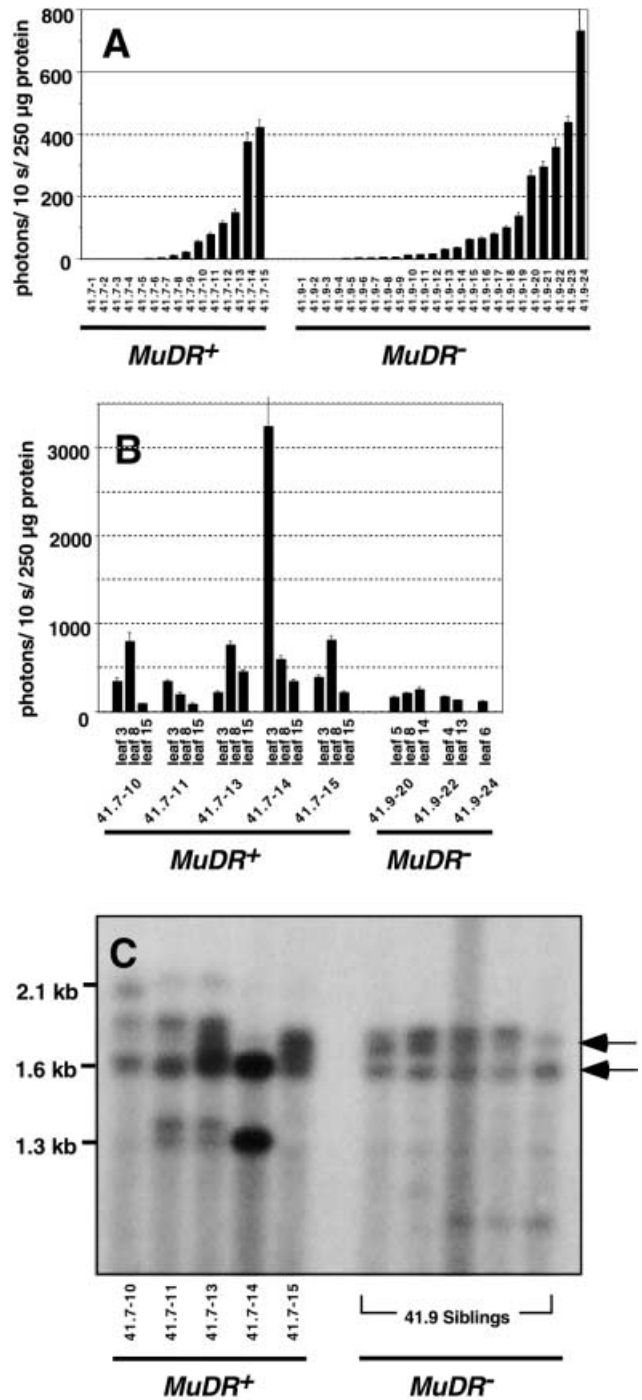 A
800
600
400
200
0
photons/ 10 s/ 250 µg protein
41.7-1
41.7-2
41.7-3
41.7-4
41.7-5
41.7-6
41.7-7
41.7-8
41.7-9
41.7-10
41.7-11
41.7-12
41.7-13
41.7-14
41.7-15
41.9-1
41.9-2
41.9-3
41.9-4
41.9-5
41.9-6
41.9-7
41.9-8
41.9-9
41.9-10
41.9-11
41.9-12
41.9-13
41.9-14
41.9-15
41.9-16
41.9-17
41.9-18
41.9-19
41.9-20
41.9-21
41.9-22
41.9-23
41.9-24
MuDR+
MuDR-
B
3000
2000
1000
0
photons/ 10 s/ 250 µg protein
leaf 3
leaf 8
leaf 15
leaf 3
leaf 8
leaf 15
leaf 3
leaf 8
leaf 15
leaf 3
leaf 8
leaf 15
leaf 3
leaf 8
leaf 15
leaf 5
leaf 8
leaf 14
leaf 4
leaf 13
leaf 6
41.7-10
41.7-11
41.7-13
41.7-14
41.7-15
41.9-20
41.9-22
41.9-24
MuDR+
MuDR-
C
2.1 kb
1.6 kb
1.3 kb
41.7-10
41.7-11
41.7-13
41.7-14
41.7-15
41.9 Siblings
MuDR+
MuDR-